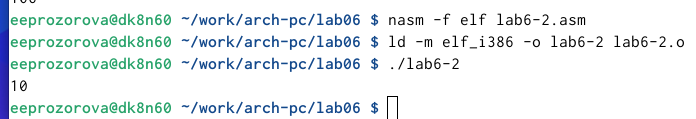 eeprozorova@dk8n60 ~/work/arch-pc/lab06 $ nasm -f elf lab6-2.asm
eeprozorova@dk8n60 ~/work/arch-pc/lab06 $ ld -m elf_i386 -o lab6-2 lab6-2.o
eeprozorova@dk8n60 ~/work/arch-pc/lab06 $ ./lab6-2
10
eeprozorova@dk8n60 ~/work/arch-pc/lab06 $